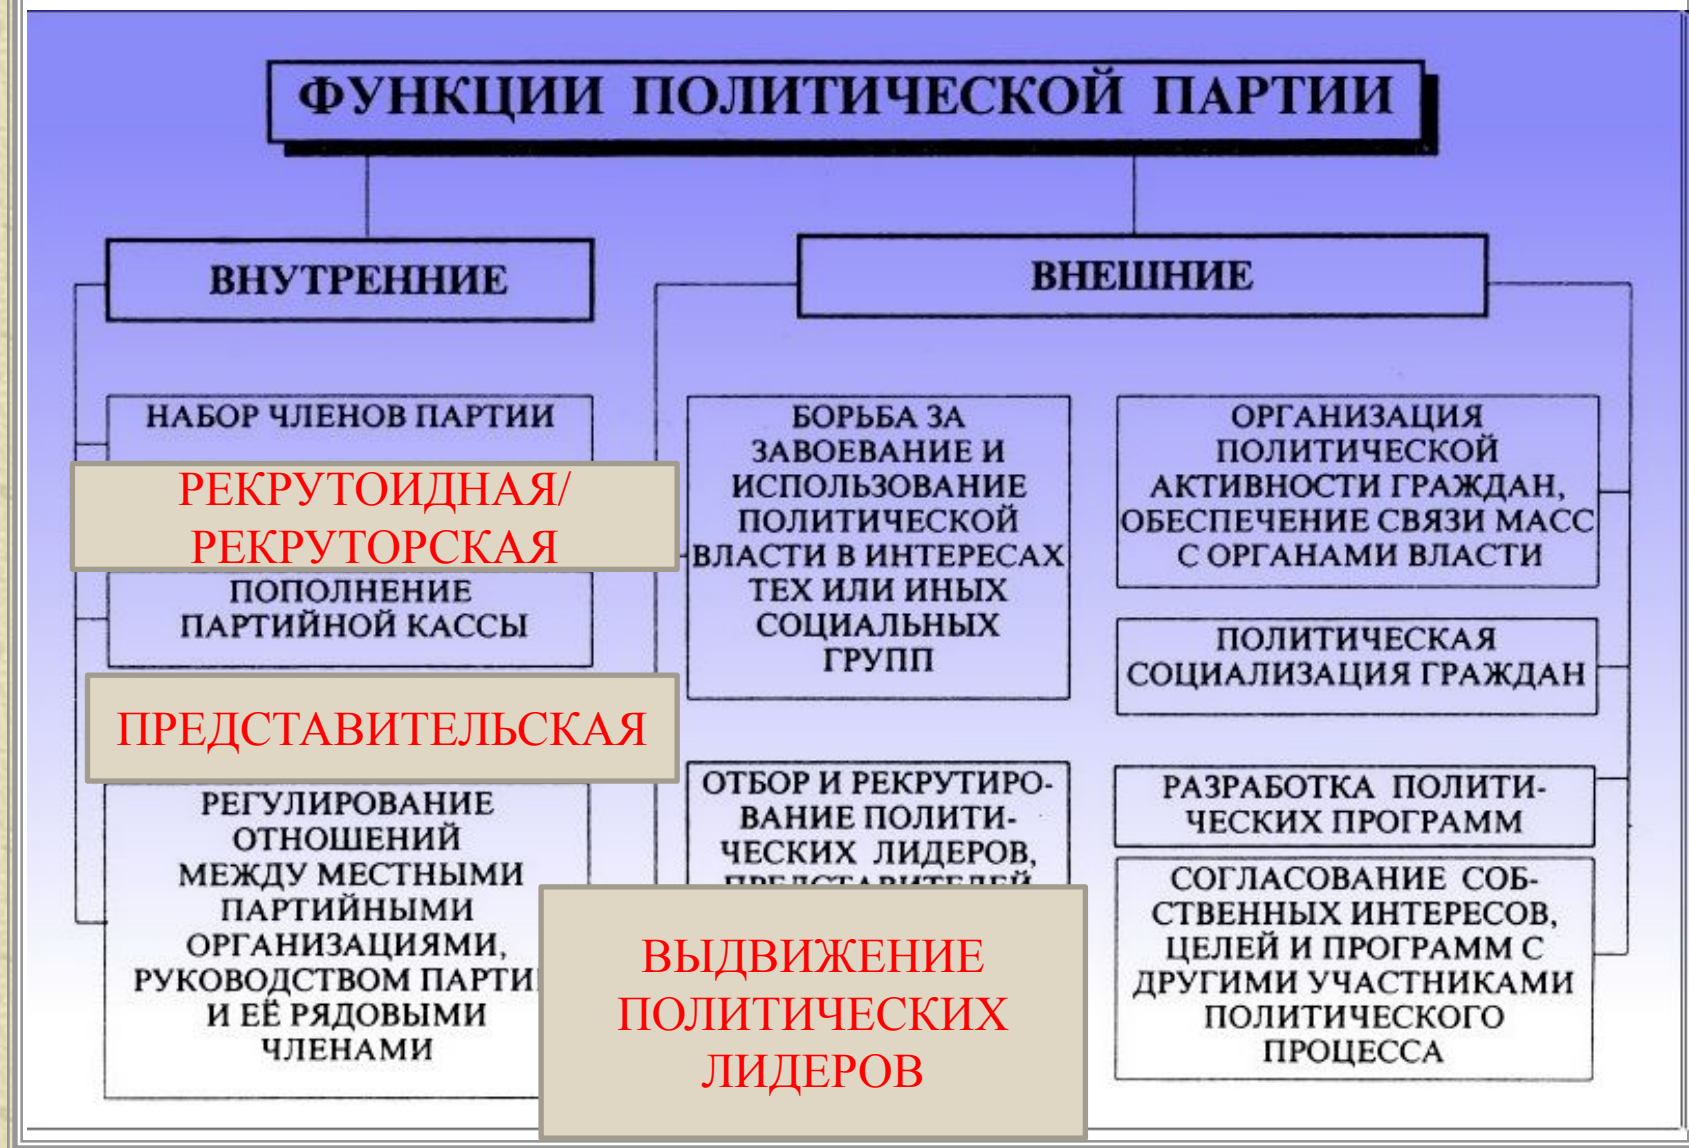 ФУНКЦИИ ПОЛИТИЧЕСКОЙ ПАРТИИ
ВНУТРЕННИЕ
НАБОР ЧЛЕНОВ ПАРТИИ
РЕКРУТОИДНАЯ/
РЕКРУТОРСКАЯ
ПОПОЛНЕНИЕ
ПАРТИЙНОЙ КАССЫ
ПРЕДСТАВИТЕЛЬСКАЯ
РЕГУЛИРОВАНИЕ
ОТНОШЕНИЙ
МЕЖДУ МЕСТНЫМИ
ПАРТИЙНЫМИ
ОРГАНИЗАЦИЯМИ,
РУКОВОДСТВОМ ПАРТИ
И ЕЁ РЯДОВЫМИ
ЧЛЕНАМИ
ВНЕШНИЕ
БОРЬБА ЗА
ЗАВОЕВАНИЕ И
ИСПОЛЬЗОВАНИЕ
ПОЛИТИЧЕСКОЙ
ВЛАСТИ В ИНТЕРЕСАХ
ТЕХ ИЛИ ИНЫХ
СОЦИАЛЬНЫХ
ГРУПП
ОТБОР И РЕКРУТИРО-
ВАНИЕ ПОЛИТИ-
ЧЕСКИХ ЛИДЕРОВ,
ПРЕДСТАВИТЕЛЕЙ
ВЫДВИЖЕНИЕ
ПОЛИТИЧЕСКИХ
ЛИДЕРОВ
ОРГАНИЗАЦИЯ
ПОЛИТИЧЕСКОЙ
АКТИВНОСТИ ГРАЖДАН,
ОБЕСПЕЧЕНИЕ СВЯЗИ МАСС
С ОРГАНАМИ ВЛАСТИ
ПОЛИТИЧЕСКАЯ
СОЦИАЛИЗАЦИЯ ГРАЖДАН
РАЗРАБОТКА ПОЛИТИ-
ЧЕСКИХ ПРОГРАММ
СОГЛАСОВАНИЕ СОБ-
СТВЕННЫХ ИНТЕРЕСОВ,
ЦЕЛЕЙ И ПРОГРАММ С
ДРУГИМИ УЧАСТНИКАМИ
ПОЛИТИЧЕСКОГО
ПРОЦЕССА